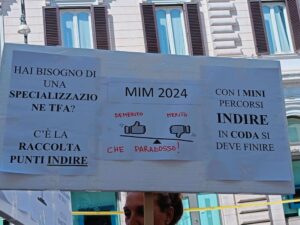 HAI BISOGNO DI
UNA
SPECIALIZZAZIO
NE TFA?
C'È LA
RACCOLTA
PUNTI INDIRE
MIM 2024
DEMERITO MERITO
CHE PARADOSSO!
CON I MINI
PERCORSI
INDIRE
IN CODA SI
DEVE FINIRE